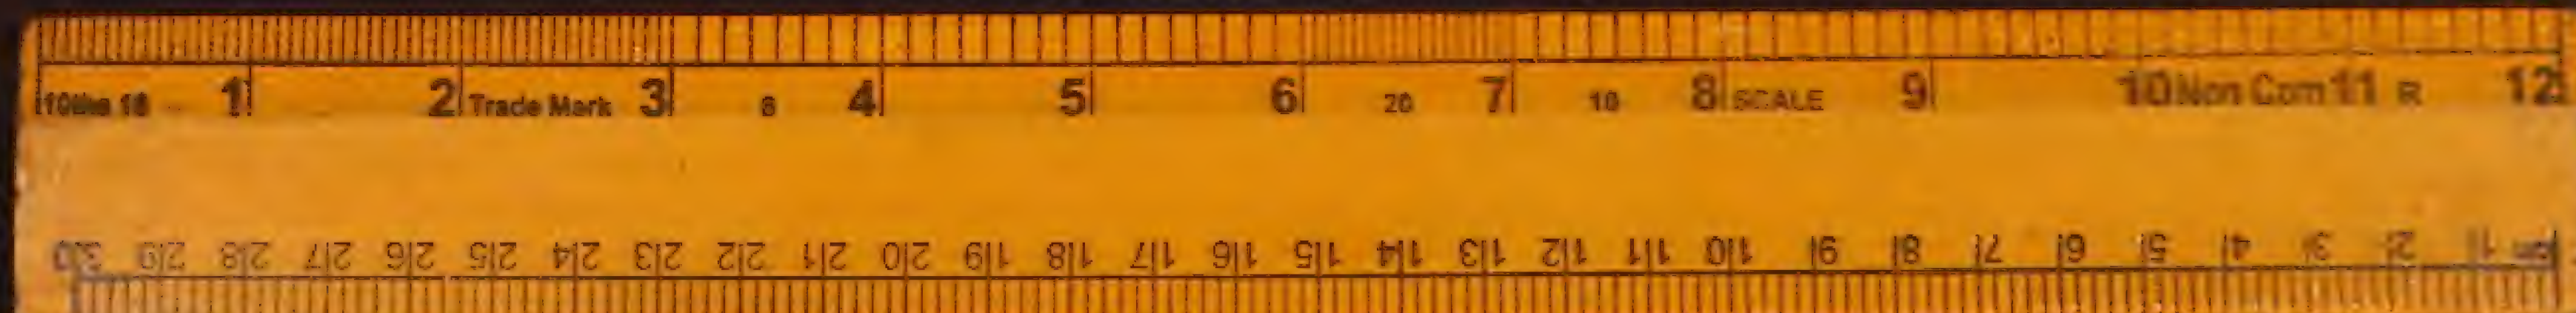 10ths 16 1 2 Trade Mark 3 8 4 5 6 20 7 10 8 SCALE 9 10 Non Com 11 R 12
30 29 28 27 26 25 24 23 22 21 20 19 18 17 16 15 14 13 12 11 10 9 8 7 6 5 4 3 2 1 cm